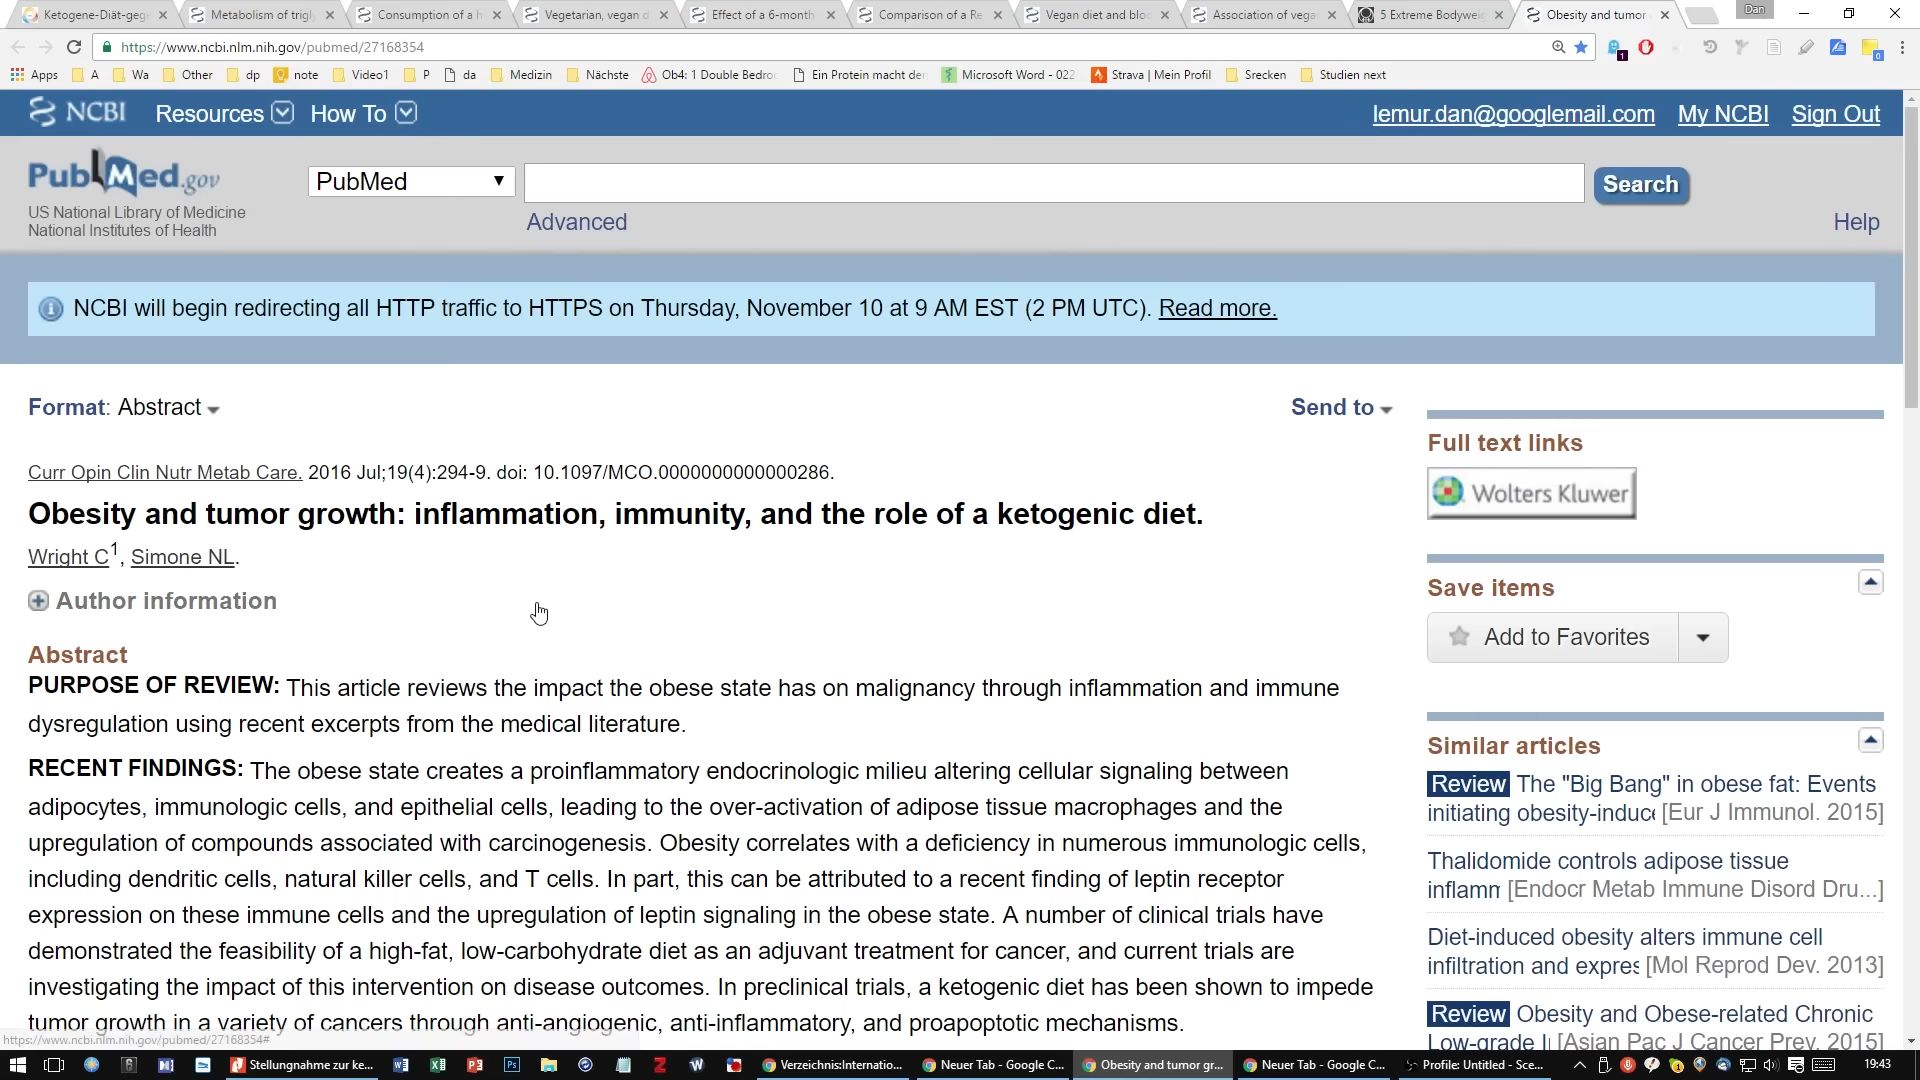 Ketogene-Diät-geg
Metabolism of trigl
Consumption of a h
Vegetarian, vegan d
Effect of a 6-month
Comparison of a Re
Vegan diet and bloo
Association of vega
5 Extreme Bodywei
Obesity and tumor
Dan
https://www.ncbi.nlm.nih.gov/pubmed/27168354
Apps A Wa Other dp note Video1 P da Medizin Nächste Ob4: 1 Double Bedro Ein Protein macht der Microsoft Word - 022 Strava | Mein Profil Srecken Studien next
NCBI Resources How To lemur.dan@googlemail.com My NCBI Sign Out
PubMed.gov
US National Library of Medicine
National Institutes of Health
PubMed
Search
Advanced
Help
NCBI will begin redirecting all HTTP traffic to HTTPS on Thursday, November 10 at 9 AM EST (2 PM UTC). Read more.
Format: Abstract
Send to
Curr Opin Clin Nutr Metab Care. 2016 Jul;19(4):294-9. doi: 10.1097/MCO.0000000000000286.
Obesity and tumor growth: inflammation, immunity, and the role of a ketogenic diet.
Wright C1, Simone NL.
Author information
Abstract
PURPOSE OF REVIEW: This article reviews the impact the obese state has on malignancy through inflammation and immune
dysregulation using recent excerpts from the medical literature.
RECENT FINDINGS: The obese state creates a proinflammatory endocrinologic milieu altering cellular signaling between
adipocytes, immunologic cells, and epithelial cells, leading to the over-activation of adipose tissue macrophages and the
upregulation of compounds associated with carcinogenesis. Obesity correlates with a deficiency in numerous immunologic cells,
including dendritic cells, natural killer cells, and T cells. In part, this can be attributed to a recent finding of leptin receptor
expression on these immune cells and the upregulation of leptin signaling in the obese state. A number of clinical trials have
demonstrated the feasibility of a high-fat, low-carbohydrate diet as an adjuvant treatment for cancer, and current trials are
investigating the impact of this intervention on disease outcomes. In preclinical trials, a ketogenic diet has been shown to impede
tumor growth in a variety of cancers through anti-angiogenic, anti-inflammatory, and proapoptotic mechanisms.
Full text links
Wolters Kluwer
Save items
Add to Favorites
Similar articles
Review The "Big Bang" in obese fat: Events
initiating obesity-induc [Eur J Immunol. 2015]
Thalidomide controls adipose tissue
inflamm [Endocr Metab Immune Disord Dru...]
Diet-induced obesity alters immune cell
infiltration and expres [Mol Reprod Dev. 2013]
Review Obesity and Obese-related Chronic
Low-grade I [Asian Pac J Cancer Prev. 2015]
https://www.ncbi.nlm.nih.gov/pubmed/27168354#
Stellungnahme zur ke...
Verzeichnis:Internatio...
Neuer Tab - Google C...
Obesity and tumor gr...
Neuer Tab - Google C...
Profile: Untitled - Sce...
19:43